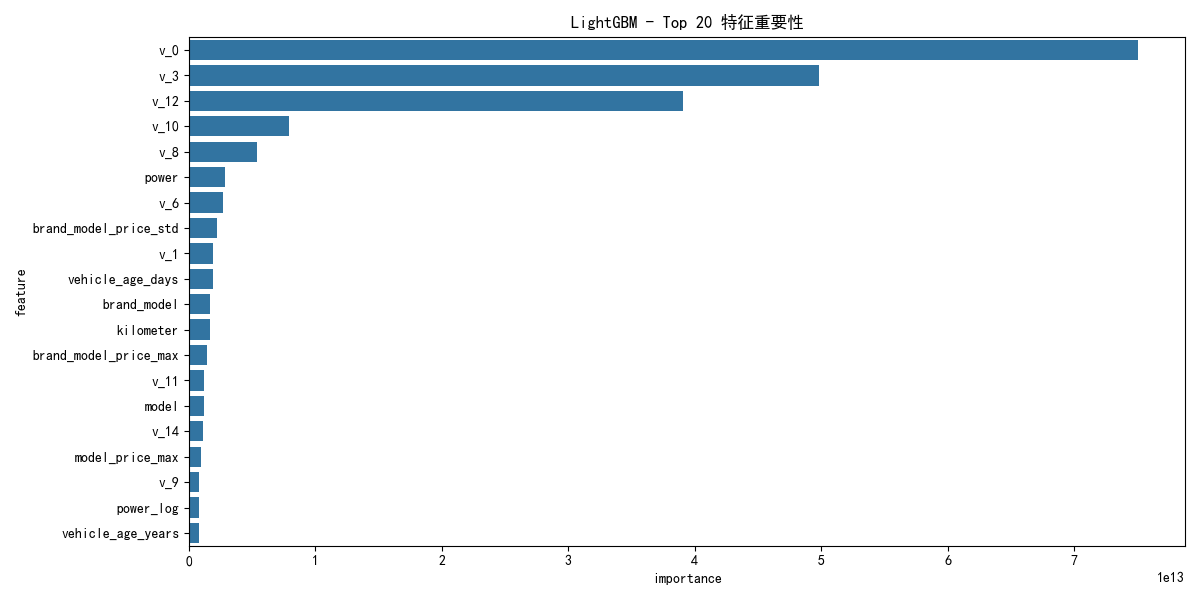 LightGBM - Top 20 特征重要性
feature
v_0
v_3
v_12
v_10
v_8
power
v_6
brand_model_price_std
v_1
vehicle_age_days
brand_model
kilometer
brand_model_price_max
v_11
model
v_14
model_price_max
v_9
power_log
vehicle_age_years
0 1 2 3 4 5 6 7
importance
1e13